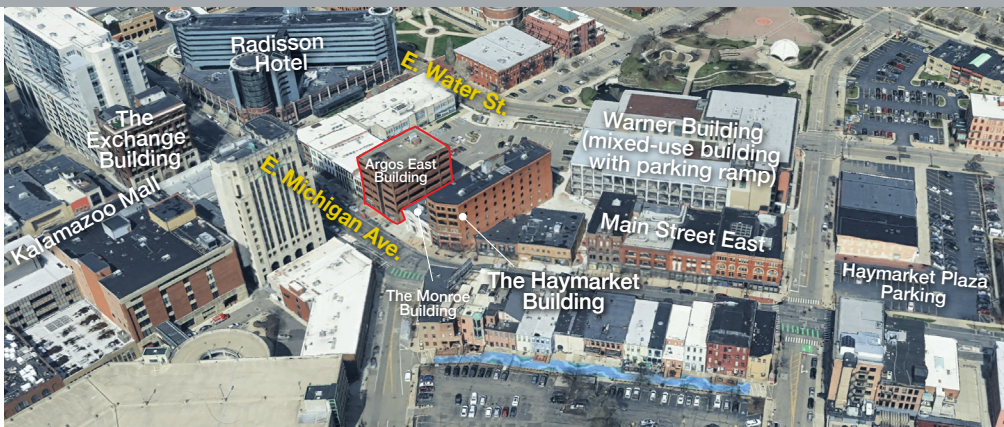 Radisson
Hotel
E. Water St.
The
Exchange
Building
Warner Building
(mixed-use building
with parking ramp)
Argos East
Building
E. Michigan Ave.
Kalamazoo Mall
Main Street East
Haymarket Plaza
Parking
The Haymarket
Building
The Monroe
Building